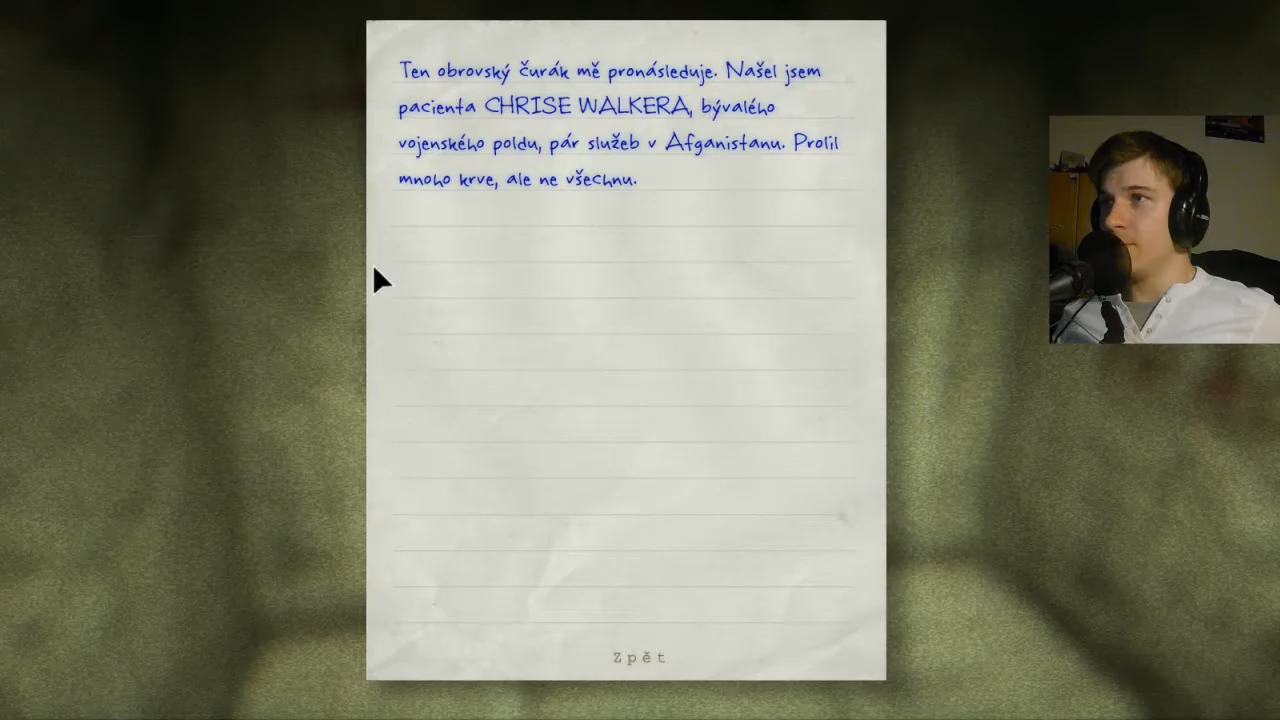 Ten obrovský čurák mě pronásleduje. Našel jsem
pacienta CHRISE WALKERA, bývalého
vojenského poldu, pár služeb v Afganistanu. Prolil
mnoho krve, ale ne všechnu.
Zpět